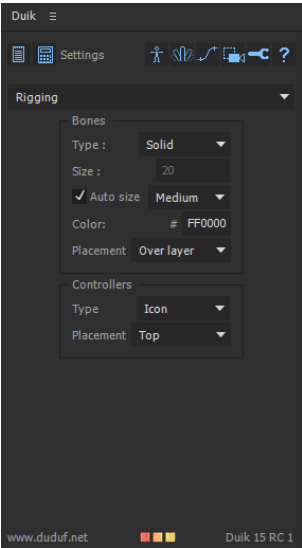 Duik
Settings ?
Rigging
Bones
Type : Solid
Size : 20
Auto size Medium
Color: # FF0000
Placement Over layer
Controllers
Type Icon
Placement Top
www.duduf.net Duik 15 RC 1